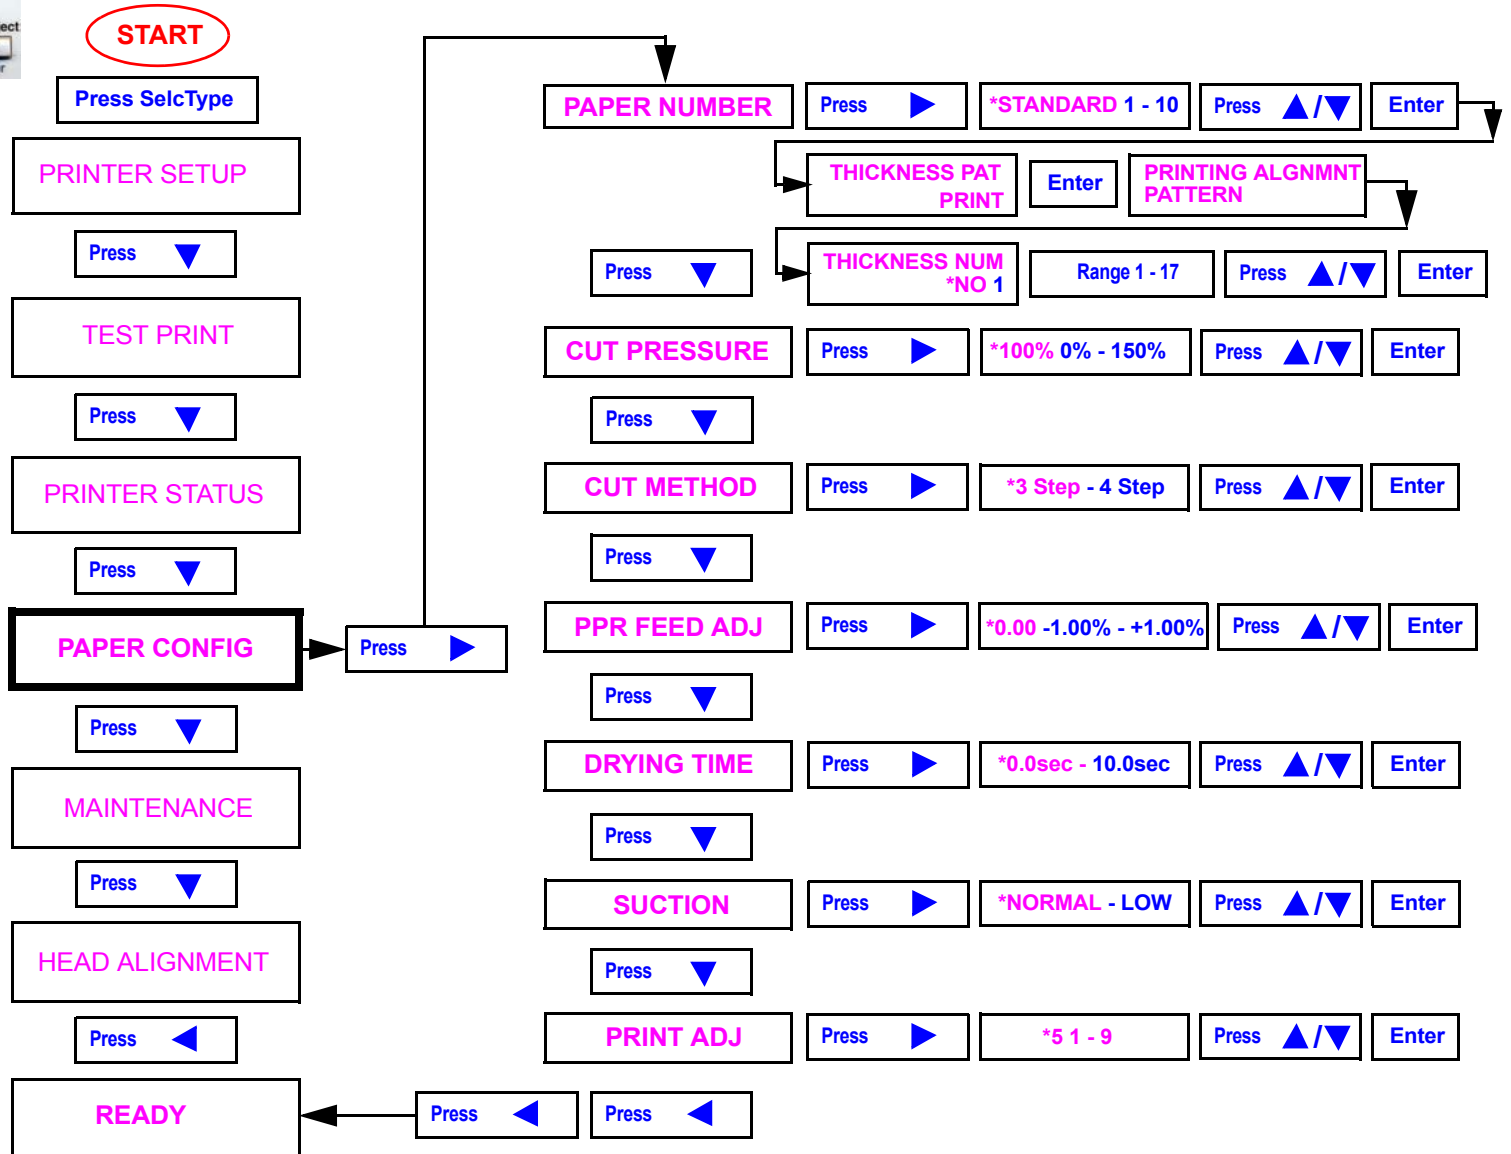 START
Press SelcType
PRINTER SETUP
Press
TEST PRINT
Press
PRINTER STATUS
Press
PAPER CONFIG
Press
Press
MAINTENANCE
Press
HEAD ALIGNMENT
Press
READY
PAPER NUMBER
Press
*STANDARD 1 - 10
Press /
Enter
THICKNESS PAT
PRINT
Enter
PRINTING ALGNMNT
PATTERN
Press
THICKNESS NUM
*NO 1
Range 1 - 17
Press /
Enter
CUT PRESSURE
Press
*100% 0% - 150%
Press /
Enter
Press
CUT METHOD
Press
*3 Step - 4 Step
Press /
Enter
Press
PPR FEED ADJ
Press
*0.00 -1.00% - +1.00%
Press /
Enter
Press
DRYING TIME
Press
*0.0sec - 10.0sec
Press /
Enter
Press
SUCTION
Press
*NORMAL - LOW
Press /
Enter
Press
PRINT ADJ
Press
*5 1 - 9
Press /
Enter
Press
Press